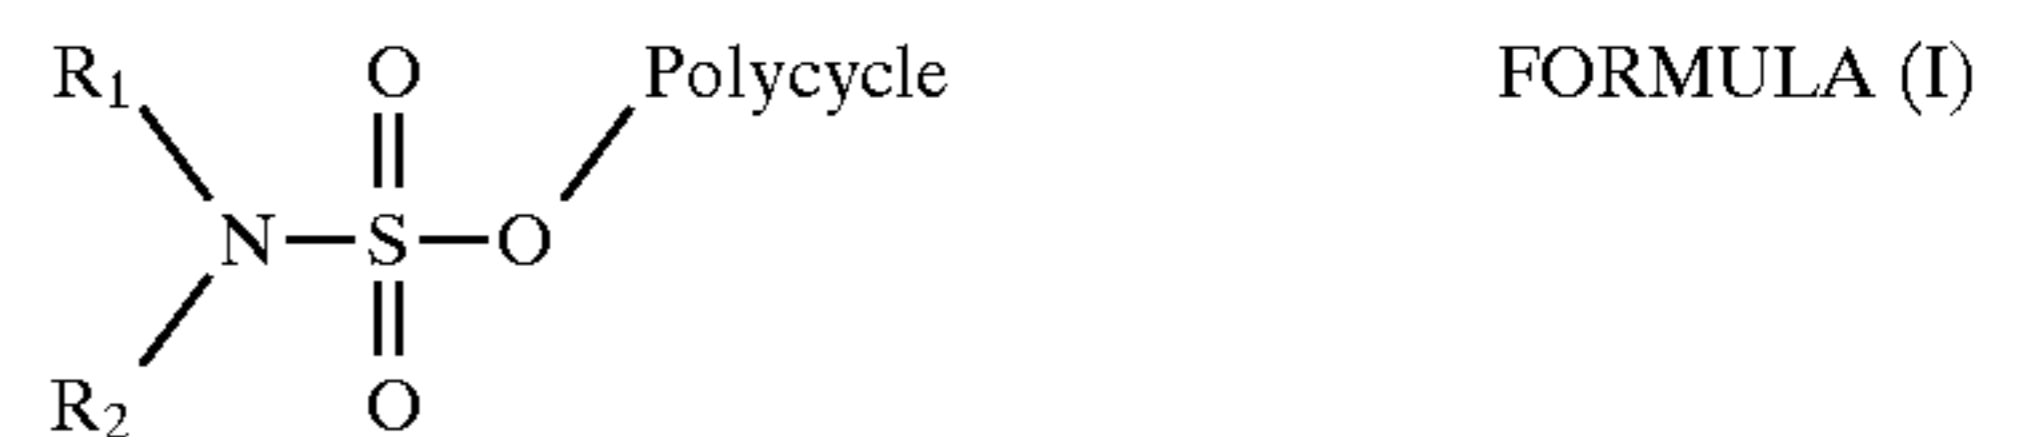 R1 O Polycycle FORMULA (I)
N S O
R2 O